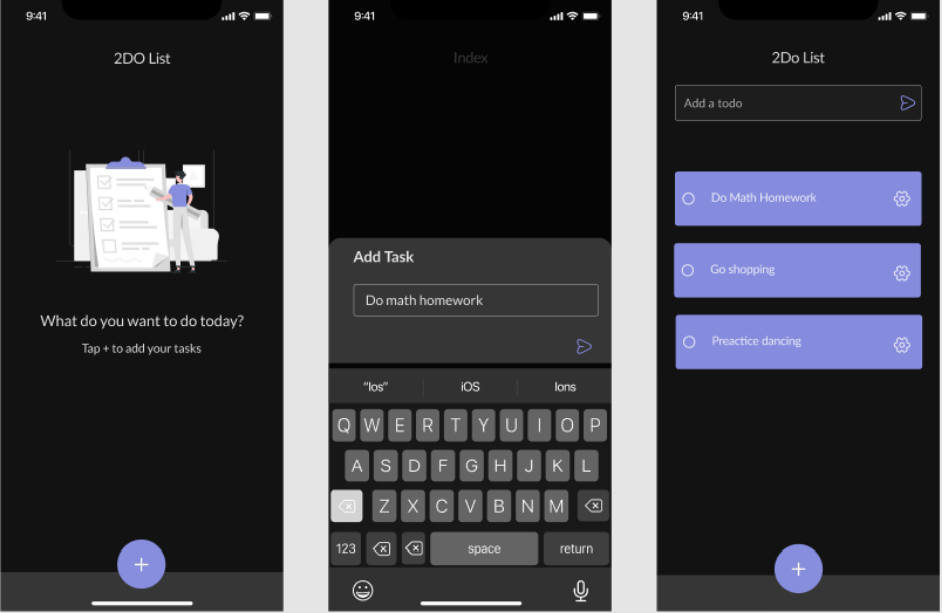 9:41
2DO List
What do you want to do today?
Tap + to add your tasks
+
9:41
Index
Add Task
Do math homework
"Ios"
iOS
Ions
Q W E R T Y U I O P
A S D F G H J K L
Z X C V B N M
123
space
return
9:41
2Do List
Add a todo
Do Math Homework
Go shopping
Preactice dancing
+